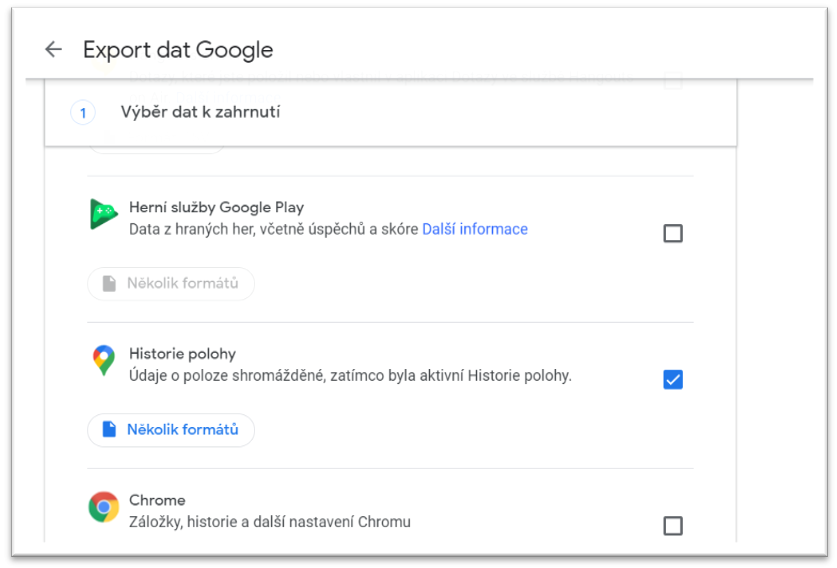 Export dat Google
1 Výběr dat k zahrnutí
Herní služby Google Play
Data z hraných her, včetně úspěchů a skóre Další informace
Několik formátů
Historie polohy
Údaje o poloze shromážděné, zatímco byla aktivní Historie polohy.
Několik formátů
Chrome
Záložky, historie a další nastavení Chromu